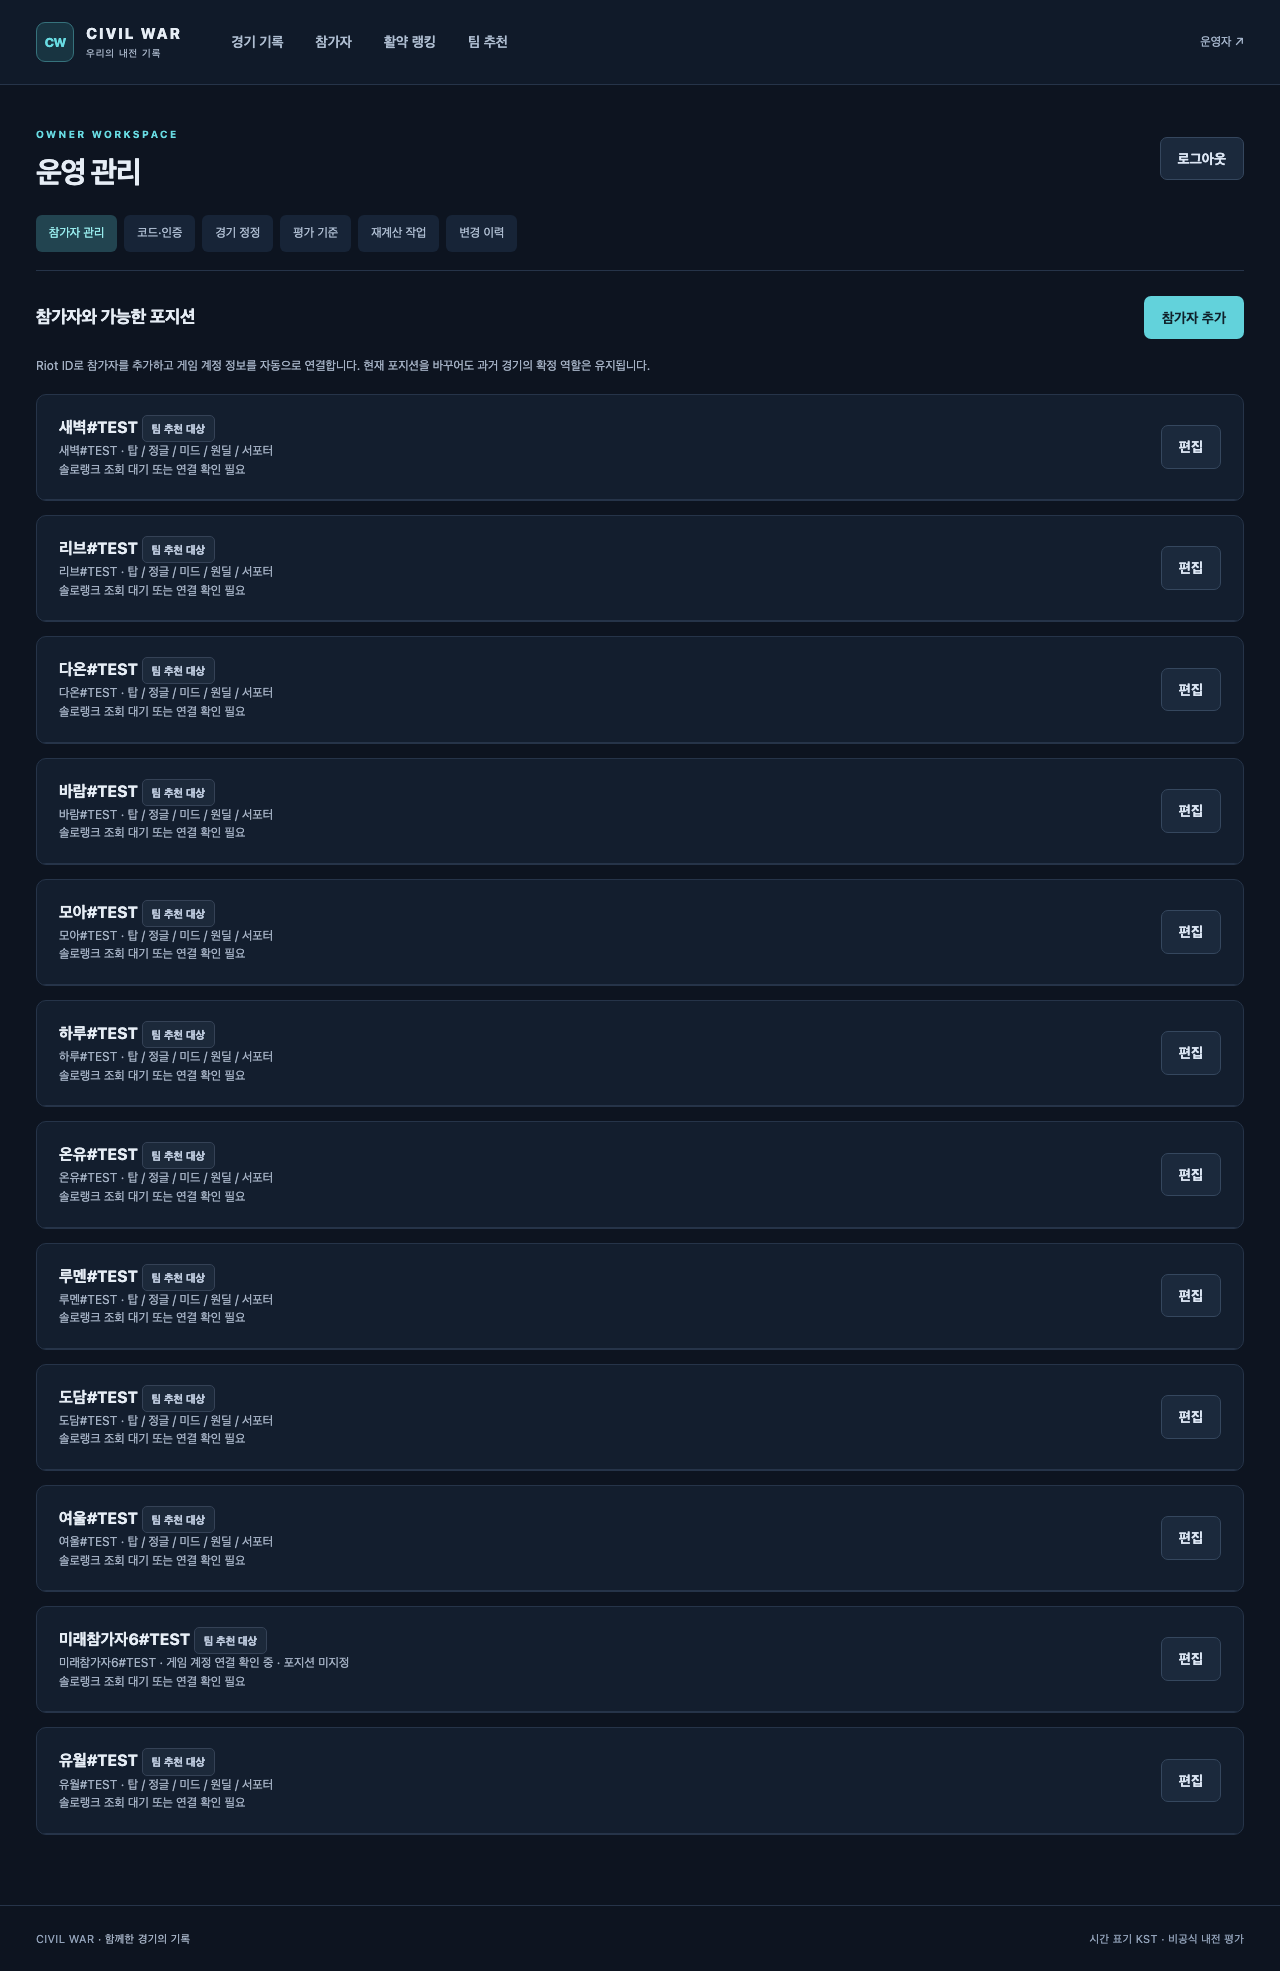 CW
CIVIL WAR
우리의 내전 기록
경기 기록
참가자
활약 랭킹
팀 추천
운영자 ↗
OWNER WORKSPACE
운영 관리
로그아웃
참가자 관리
코드·인증
경기 정정
평가 기준
재계산 작업
변경 이력
참가자와 가능한 포지션
참가자 추가
Riot ID로 참가자를 추가하고 게임 계정 정보를 자동으로 연결합니다. 현재 포지션을 바꾸어도 과거 경기의 확정 역할은 유지됩니다.
새벽#TEST 팀 추천 대상
새벽#TEST · 탑 / 정글 / 미드 / 원딜 / 서포터
솔로랭크 조회 대기 또는 연결 확인 필요
편집
리브#TEST 팀 추천 대상
리브#TEST · 탑 / 정글 / 미드 / 원딜 / 서포터
솔로랭크 조회 대기 또는 연결 확인 필요
편집
다온#TEST 팀 추천 대상
다온#TEST · 탑 / 정글 / 미드 / 원딜 / 서포터
솔로랭크 조회 대기 또는 연결 확인 필요
편집
바람#TEST 팀 추천 대상
바람#TEST · 탑 / 정글 / 미드 / 원딜 / 서포터
솔로랭크 조회 대기 또는 연결 확인 필요
편집
모아#TEST 팀 추천 대상
모아#TEST · 탑 / 정글 / 미드 / 원딜 / 서포터
솔로랭크 조회 대기 또는 연결 확인 필요
편집
하루#TEST 팀 추천 대상
하루#TEST · 탑 / 정글 / 미드 / 원딜 / 서포터
솔로랭크 조회 대기 또는 연결 확인 필요
편집
온유#TEST 팀 추천 대상
온유#TEST · 탑 / 정글 / 미드 / 원딜 / 서포터
솔로랭크 조회 대기 또는 연결 확인 필요
편집
루멘#TEST 팀 추천 대상
루멘#TEST · 탑 / 정글 / 미드 / 원딜 / 서포터
솔로랭크 조회 대기 또는 연결 확인 필요
편집
도담#TEST 팀 추천 대상
도담#TEST · 탑 / 정글 / 미드 / 원딜 / 서포터
솔로랭크 조회 대기 또는 연결 확인 필요
편집
여울#TEST 팀 추천 대상
여울#TEST · 탑 / 정글 / 미드 / 원딜 / 서포터
솔로랭크 조회 대기 또는 연결 확인 필요
편집
미래참가자6#TEST 팀 추천 대상
미래참가자6#TEST · 게임 계정 연결 확인 중 · 포지션 미지정
솔로랭크 조회 대기 또는 연결 확인 필요
편집
유월#TEST 팀 추천 대상
유월#TEST · 탑 / 정글 / 미드 / 원딜 / 서포터
솔로랭크 조회 대기 또는 연결 확인 필요
편집
CIVIL WAR · 함께한 경기의 기록
시간 표기 KST · 비공식 내전 평가